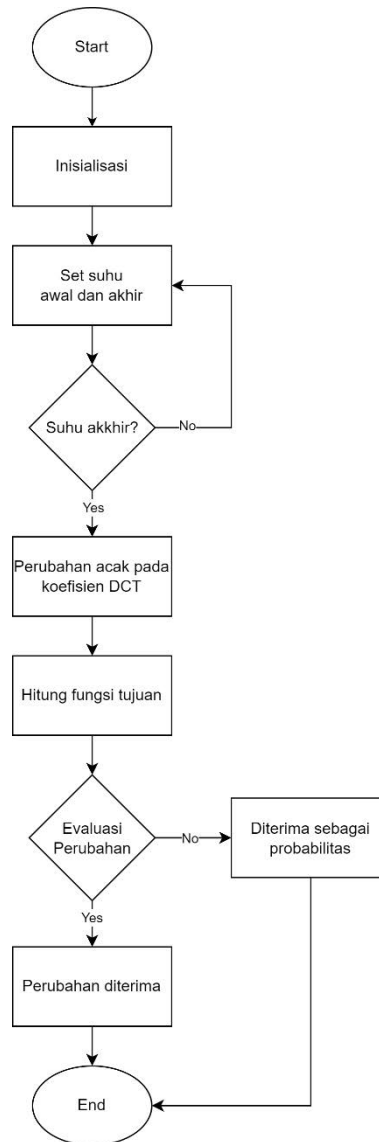 Start
Inisialisasi
Set suhu
awal dan akhir
Suhu akkhir?
No
Yes
Perubahan acak pada
koefisien DCT
Hitung fungsi tujuan
Evaluasi
Perubahan
No
Diterima sebagai
probabilitas
Yes
Perubahan diterima
End